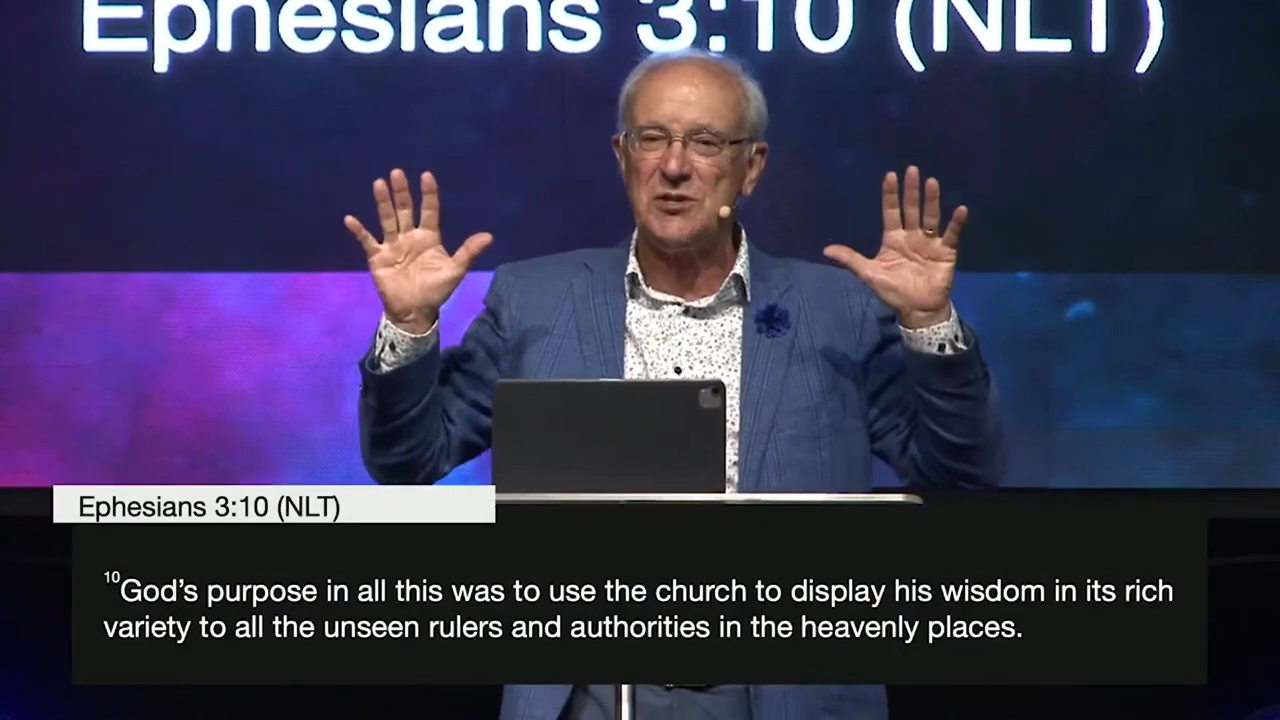 Ephesians 3:10 (NLT)
Ephesians 3:10 (NLT)
10God’s purpose in all this was to use the church to display his wisdom in its rich
variety to all the unseen rulers and authorities in the heavenly places.